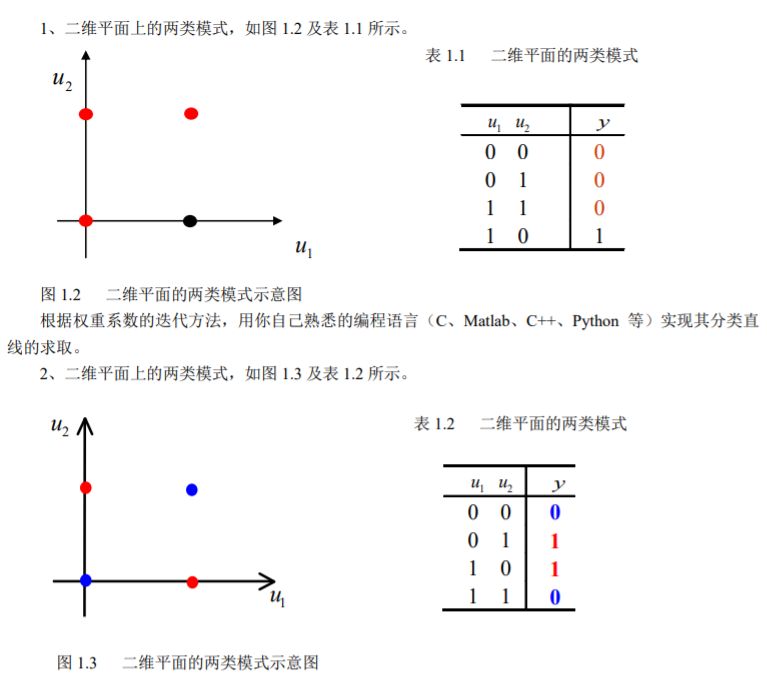 1、二维平面上的两类模式，如图 1.2 及表 1.1 所示。
表 1.1 二维平面的两类模式
u₂
u₁
u₁ u₂ y
0 0 0
0 1 0
1 1 0
1 0 1
图 1.2 二维平面的两类模式示意图
根据权重系数的迭代方法，用你自己熟悉的编程语言（C、Matlab、C++、Python 等）实现其分类直
线的求取。
2、二维平面上的两类模式，如图 1.3 及表 1.2 所示。
表 1.2 二维平面的两类模式
u₂
u₁
u₁ u₂ y
0 0 0
0 1 1
1 0 1
1 1 0
图 1.3 二维平面的两类模式示意图